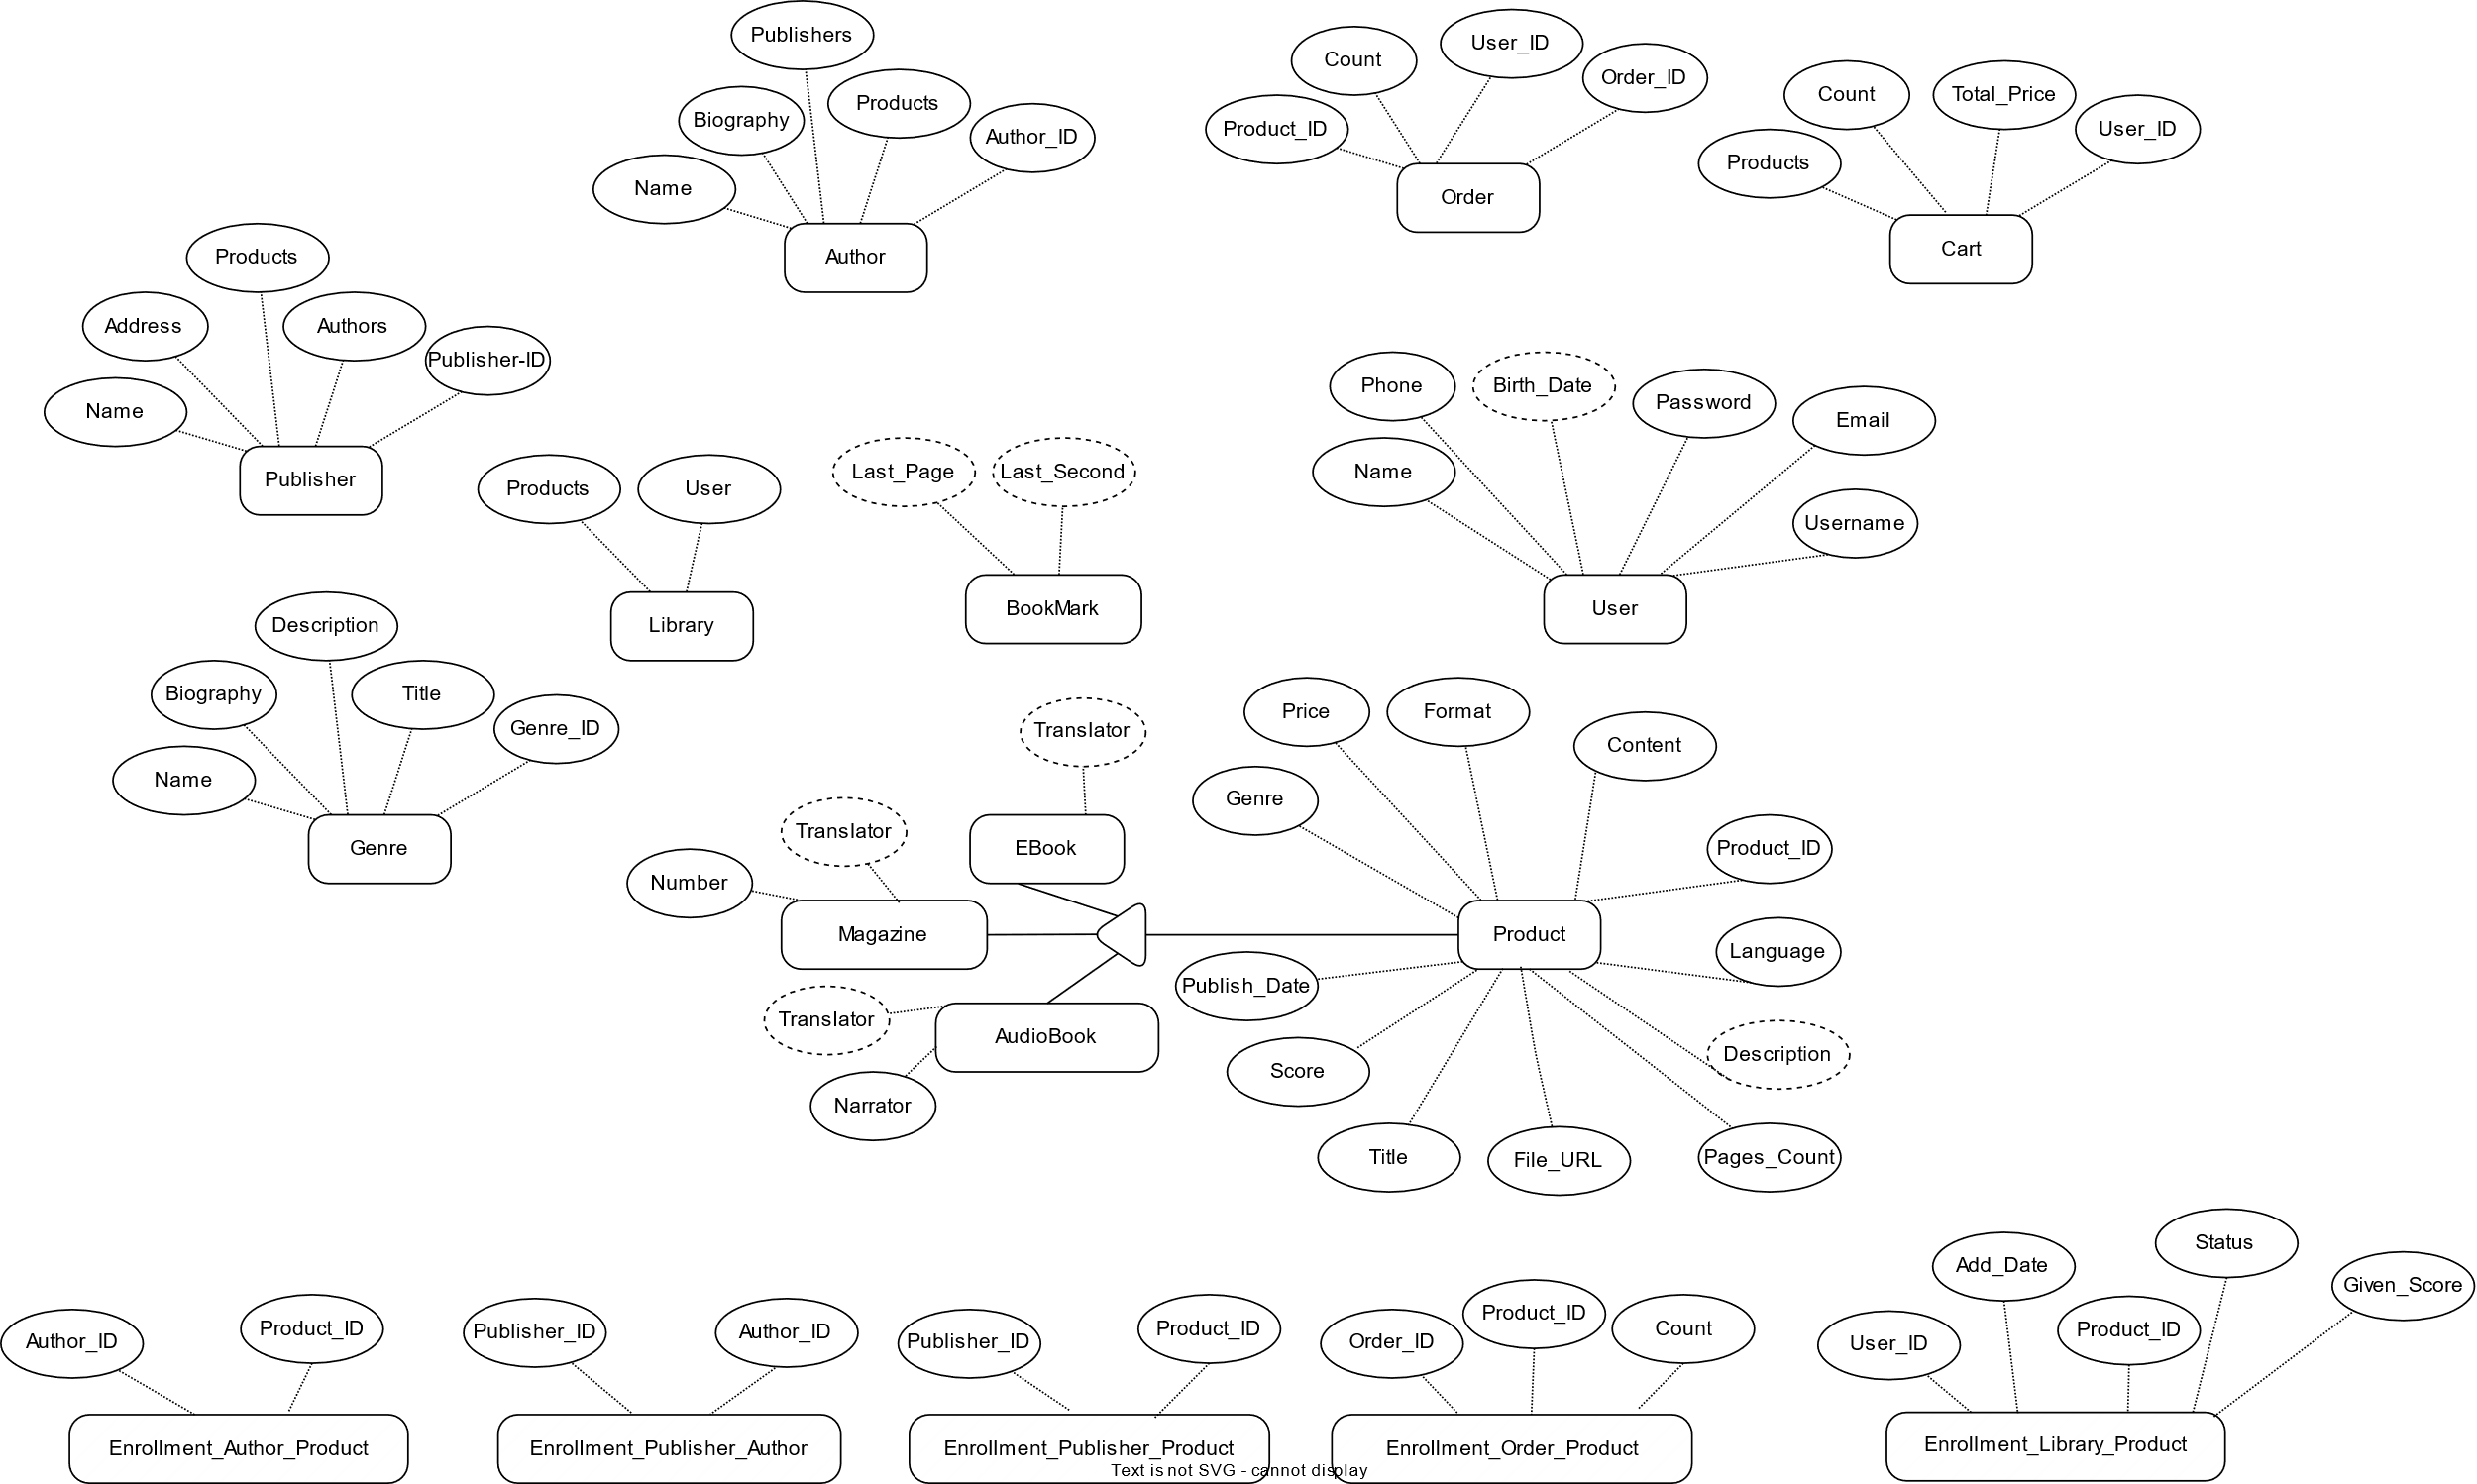 Publishers
Biography
Products
Name
Author_ID
Author
Count
User_ID
Order_ID
Product_ID
Order
Count
Total_Price
User_ID
Products
Cart
Products
Address
Authors
Publisher-ID
Name
Publisher
Products
User
Library
Last_Page
Last_Second
BookMark
Phone
Birth_Date
Password
Email
Name
Username
User
Description
Biography
Title
Genre_ID
Name
Genre
Translator
EBook
Translator
Number
Magazine
Translator
AudioBook
Narrator
Price
Format
Content
Genre
Product_ID
Product
Language
Publish_Date
Description
Score
Title
File_URL
Pages_Count
Author_ID
Product_ID
Enrollment_Author_Product
Publisher_ID
Author_ID
Enrollment_Publisher_Author
Publisher_ID
Product_ID
Enrollment_Publisher_Product
Order_ID
Product_ID
Count
Enrollment_Order_Product
User_ID
Add_Date
Product_ID
Status
Given_Score
Enrollment_Library_Product
Text is not SVG - cannot display